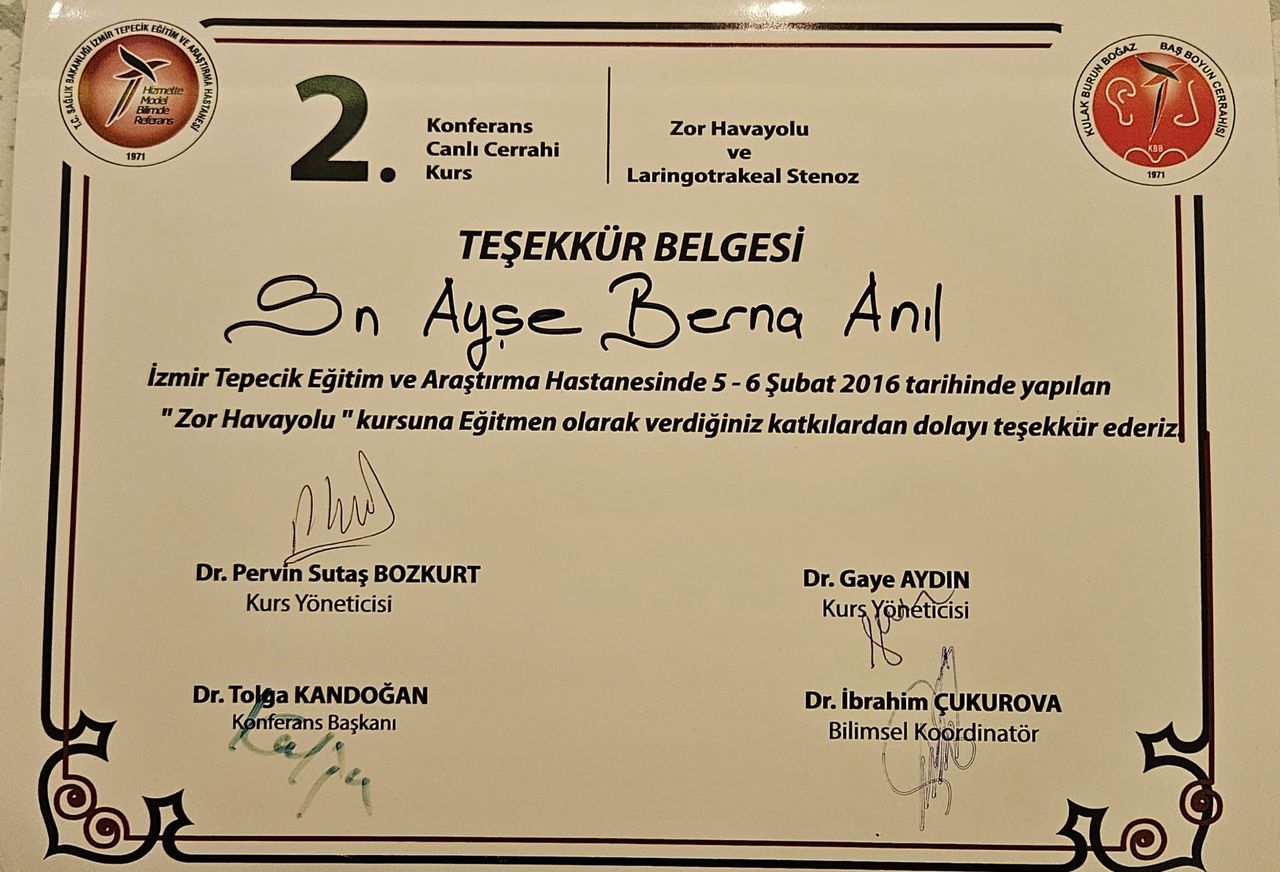 T.C. SAĞLIK BAKANLIĞI İZMİR TEPECİK EĞİTİM VE ARAŞTIRMA HASTANESİ
Hizmette
Model
Bilimde
Referans
1971
2. Konferans
Canlı Cerrahi
Kurs
Zor Havayolu
ve
Laringotrakeal Stenoz
KULAK BURUN BOĞAZ BAŞ BOYUN CERRAHİSİ
KBB
1971
TEŞEKKÜR BELGESİ
Sn Ayşe Berna Anıl
İzmir Tepecik Eğitim ve Araştırma Hastanesinde 5 - 6 Şubat 2016 tarihinde yapılan
" Zor Havayolu " kursuna Eğitmen olarak verdiğiniz katkılardan dolayı teşekkür ederiz.
Dr. Pervin Sutaş BOZKURT
Kurs Yöneticisi
Dr. Gaye AYDIN
Kurs Yöneticisi
Dr. Tolga KANDOĞAN
Konferans Başkanı
Dr. İbrahim ÇUKUROVA
Bilimsel Koordinatör